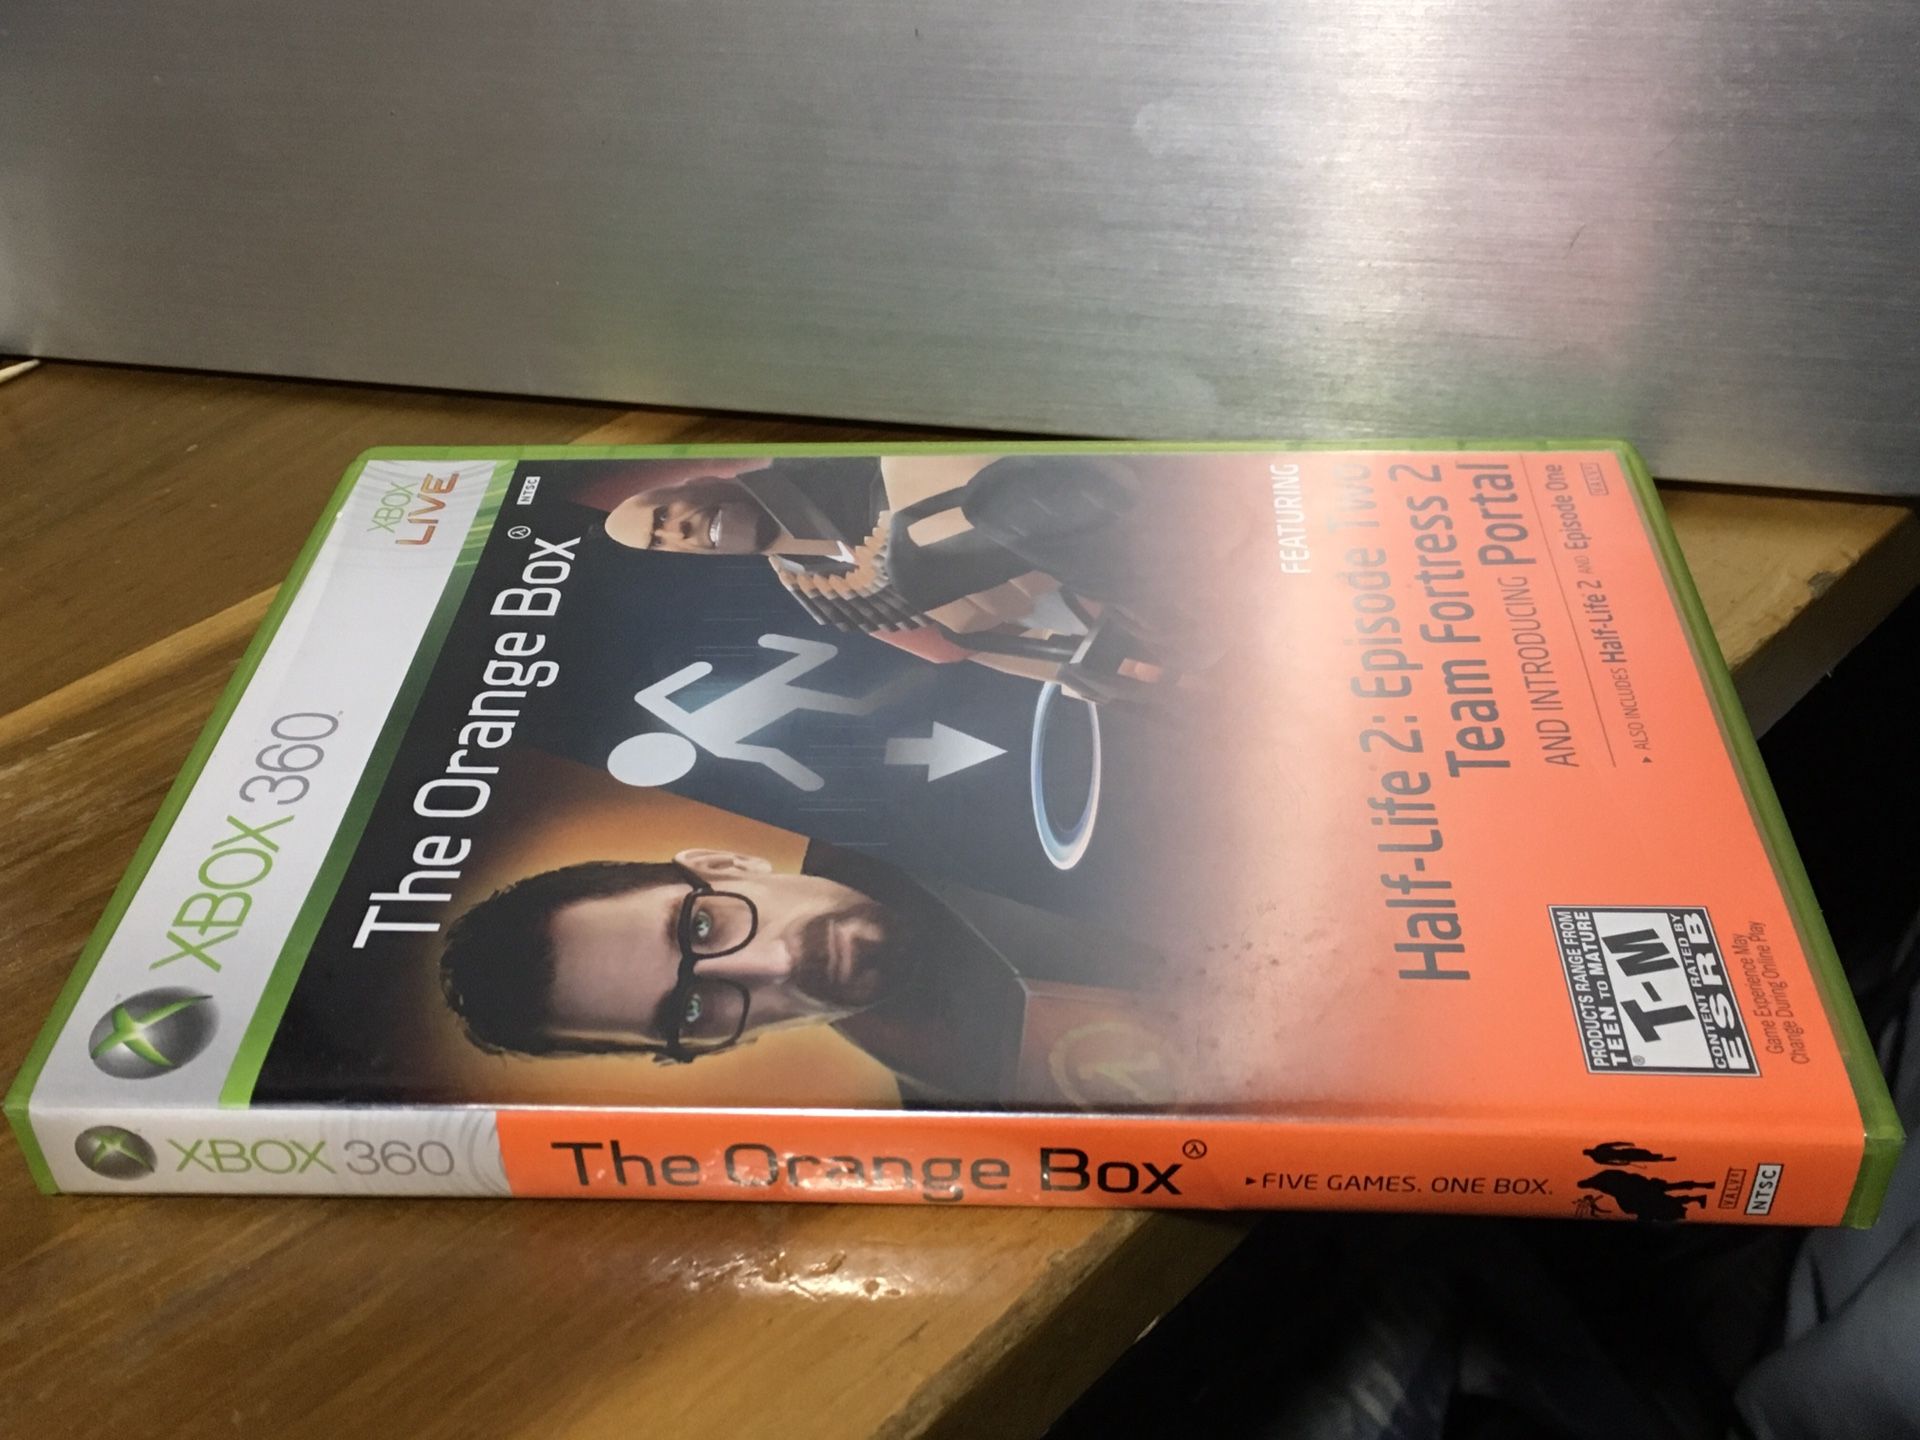 XBOX 360
XBOX
LIVE
NTSC
The Orange Box
FEATURING
Half-Life 2: Episode Two
Team Fortress 2
AND INTRODUCING Portal
▸ ALSO INCLUDES Half-Life 2 AND Episode One
VALVE
PRODUCTS RANGE FROM
TEEN TO MATURE
T-M
®
CONTENT RATED BY
ESRB
Game Experience May
Change During Online Play
XBOX 360
The Orange Box
▸FIVE GAMES. ONE BOX.
VALVE
NTSC